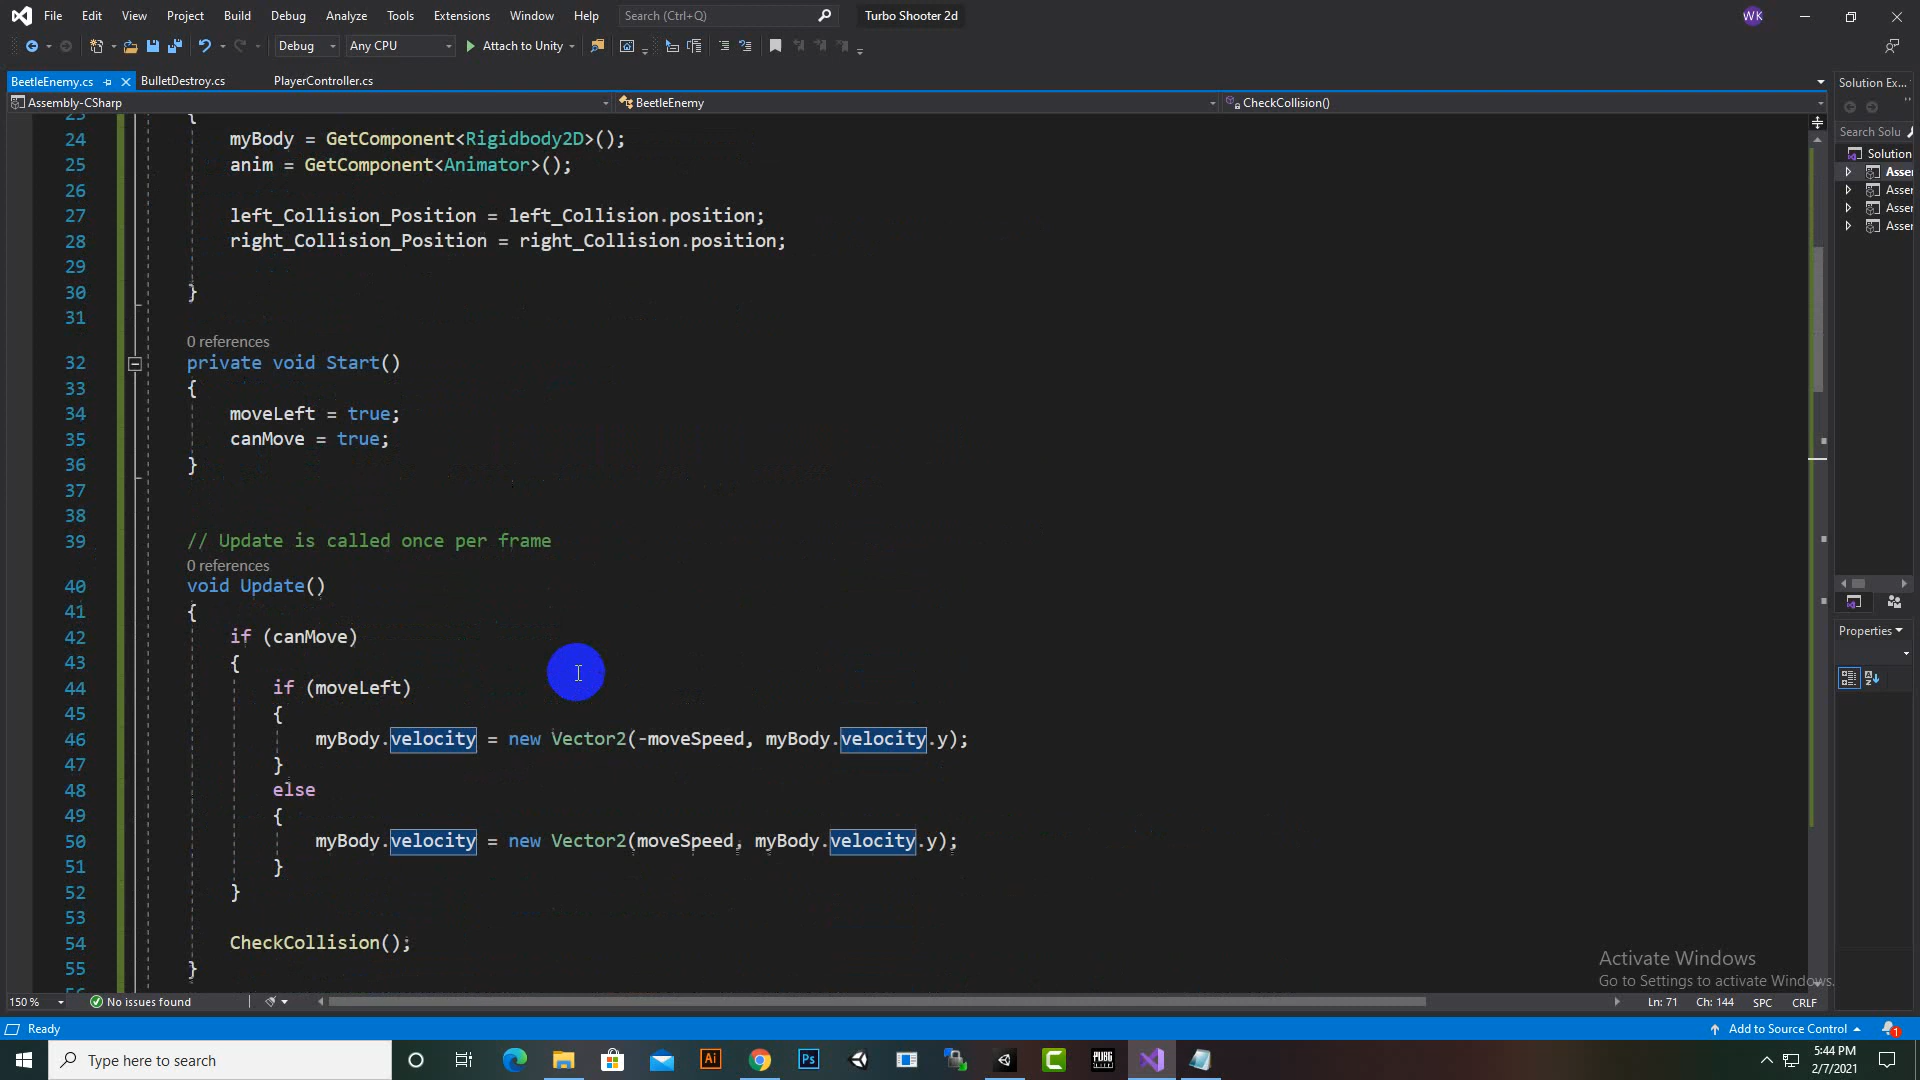 File Edit View Project Build Debug Analyze Tools Extensions Window Help Search (Ctrl+Q) Turbo Shooter 2d WK
Debug Any CPU Attach to Unity
BeetleEnemy.cs BulletDestroy.cs PlayerController.cs
Assembly-CSharp BeetleEnemy CheckCollision()
Solution Ex...
Search Solu
Solution
Asser
Asser
Asser
Asser
Properties
23 {
24 myBody = GetComponent<Rigidbody2D>();
25 anim = GetComponent<Animator>();
26
27 left_Collision_Position = left_Collision.position;
28 right_Collision_Position = right_Collision.position;
29
30 }
31
0 references
32 private void Start()
33 {
34 moveLeft = true;
35 canMove = true;
36 }
37
38
39 // Update is called once per frame
0 references
40 void Update()
41 {
42 if (canMove)
43 {
44 if (moveLeft)
45 {
46 myBody.velocity = new Vector2(-moveSpeed, myBody.velocity.y);
47 }
48 else
49 {
50 myBody.velocity = new Vector2(moveSpeed, myBody.velocity.y);
51 }
52 }
53
54 CheckCollision();
55 }
Activate Windows
Go to Settings to activate Windows.
150 % No issues found Ln: 71 Ch: 144 SPC CRLF
Ready Add to Source Control 1
Type here to search
5:44 PM
2/7/2021